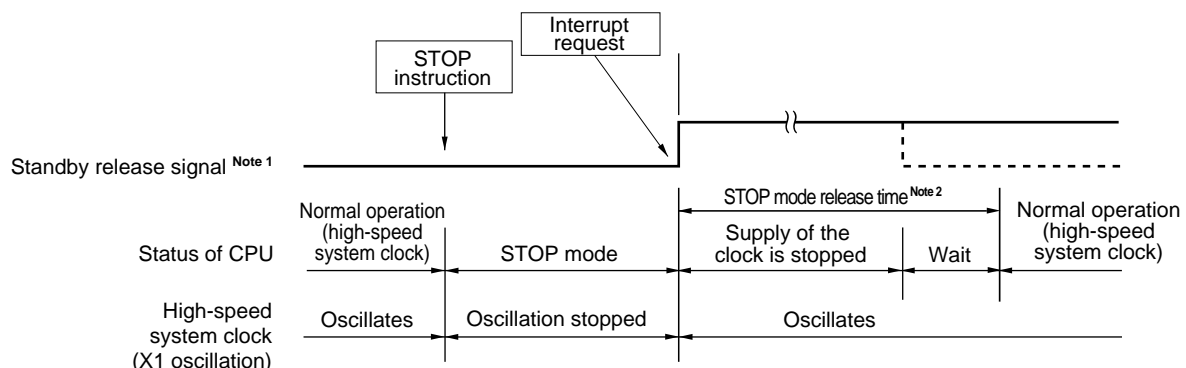 Interrupt
request
STOP
instruction
Standby release signal Note 1
STOP mode release time Note 2
Normal operation
(high-speed
system clock)
Normal operation
(high-speed
system clock)
Status of CPU
STOP mode
Supply of the
clock is stopped
Wait
High-speed
system clock
(X1 oscillation)
Oscillates
Oscillation stopped
Oscillates